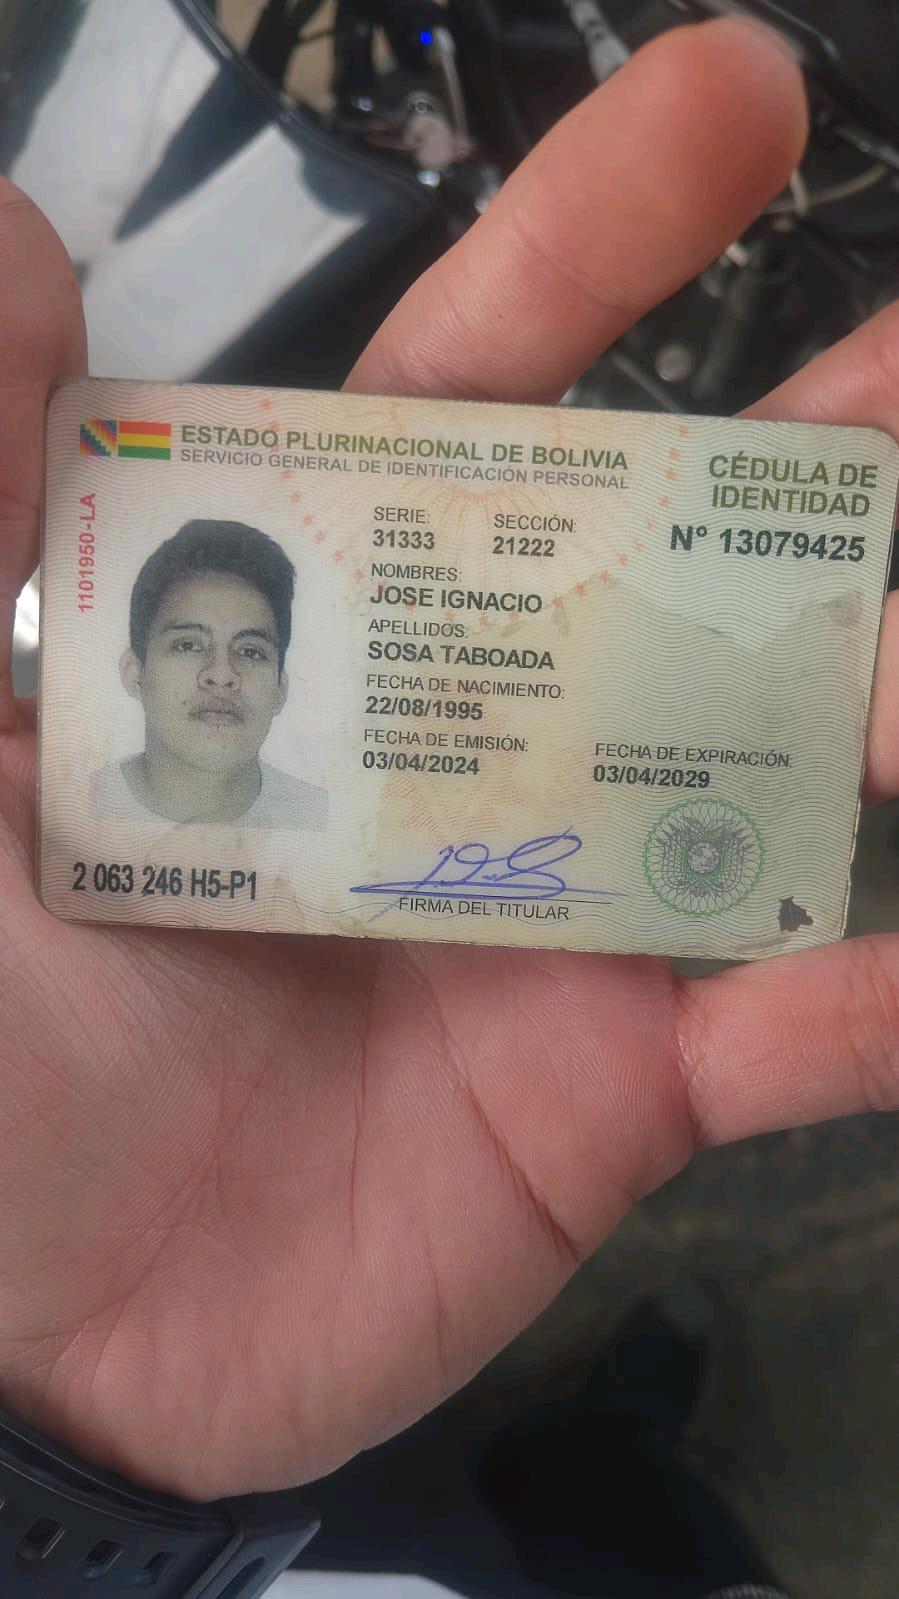 ESTADO PLURINACIONAL DE BOLIVIA
SERVICIO GENERAL DE IDENTIFICACIÓN PERSONAL
CÉDULA DE
IDENTIDAD
Nº 13079425
1101950-LA
SERIE: SECCIÓN:
31333 21222
NOMBRES:
JOSE IGNACIO
APELLIDOS:
SOSA TABOADA
FECHA DE NACIMIENTO:
22/08/1995
FECHA DE EMISIÓN: FECHA DE EXPIRACIÓN:
03/04/2024 03/04/2029
2 063 246 H5-P1
FIRMA DEL TITULAR